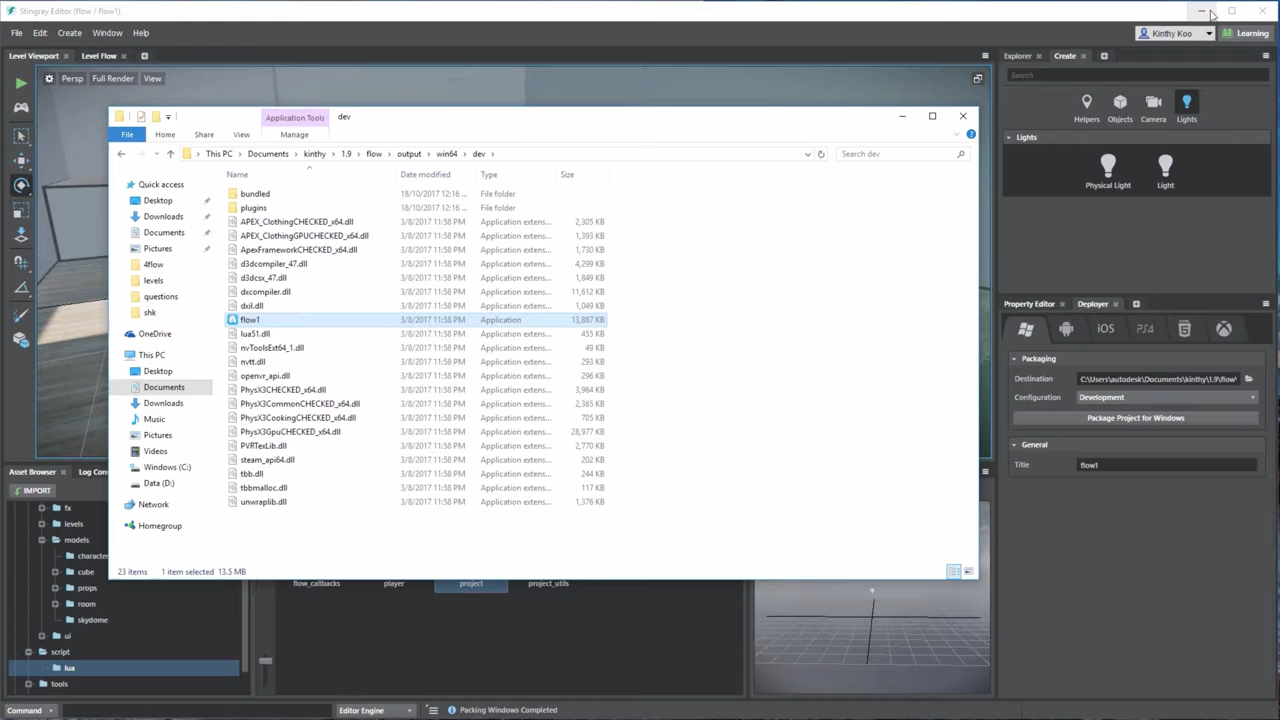 Stingray Editor (flow / flow1)
File Edit Create Window Help
Kinthy Koo Learning
Level Viewport Level Flow
Explorer Create
Persp Full Render View
Search
Helpers Objects Camera Lights
Lights
Physical Light Light
Application Tools dev
File Home Share View Manage
This PC Documents kinthy 1.9 flow output win64 dev
Search dev
Name Date modified Type Size
Quick access
Desktop
Downloads
Documents
Pictures
4flow
levels
questions
shk
OneDrive
This PC
Desktop
Documents
Downloads
Music
Pictures
Videos
Windows (C:)
Data (D:)
Network
Homegroup
bundled 18/10/2017 12:16 ... File folder
plugins 18/10/2017 12:16 ... File folder
APEX_ClothingCHECKED_x64.dll 3/8/2017 11:58 PM Application extens... 2,305 KB
APEX_ClothingGPUCHECKED_x64.dll 3/8/2017 11:58 PM Application extens... 1,393 KB
ApexFrameworkCHECKED_x64.dll 3/8/2017 11:58 PM Application extens... 1,730 KB
d3dcompiler_47.dll 3/8/2017 11:58 PM Application extens... 4,299 KB
d3dcsx_47.dll 3/8/2017 11:58 PM Application extens... 1,849 KB
dxcompiler.dll 3/8/2017 11:58 PM Application extens... 11,612 KB
dxil.dll 3/8/2017 11:58 PM Application extens... 1,049 KB
flow1 3/8/2017 11:58 PM Application 13,887 KB
lua51.dll 3/8/2017 11:58 PM Application extens... 455 KB
nvToolsExt64_1.dll 3/8/2017 11:58 PM Application extens... 49 KB
nvtt.dll 3/8/2017 11:58 PM Application extens... 293 KB
openvr_api.dll 3/8/2017 11:58 PM Application extens... 296 KB
PhysX3CHECKED_x64.dll 3/8/2017 11:58 PM Application extens... 3,964 KB
PhysX3CommonCHECKED_x64.dll 3/8/2017 11:58 PM Application extens... 2,365 KB
PhysX3CookingCHECKED_x64.dll 3/8/2017 11:58 PM Application extens... 705 KB
PhysX3GpuCHECKED_x64.dll 3/8/2017 11:58 PM Application extens... 28,977 KB
PVRTexLib.dll 3/8/2017 11:58 PM Application extens... 2,770 KB
steam_api64.dll 3/8/2017 11:58 PM Application extens... 202 KB
tbb.dll 3/8/2017 11:58 PM Application extens... 244 KB
tbbmalloc.dll 3/8/2017 11:58 PM Application extens... 117 KB
unwraplib.dll 3/8/2017 11:58 PM Application extens... 1,376 KB
23 items 1 item selected 13.5 MB
Property Editor Deployer
iOS
Packaging
Destination C:\Users\autodesk\Documents\kinthy\1.9\flow\
Configuration Development
Package Project for Windows
General
Title flow1
Asset Browser Log Cons
IMPORT
fx
levels
models
character
cube
props
room
skydome
ui
script
lua
tools
flow_callbacks player project project_utils
Command Editor Engine Packing Windows Completed